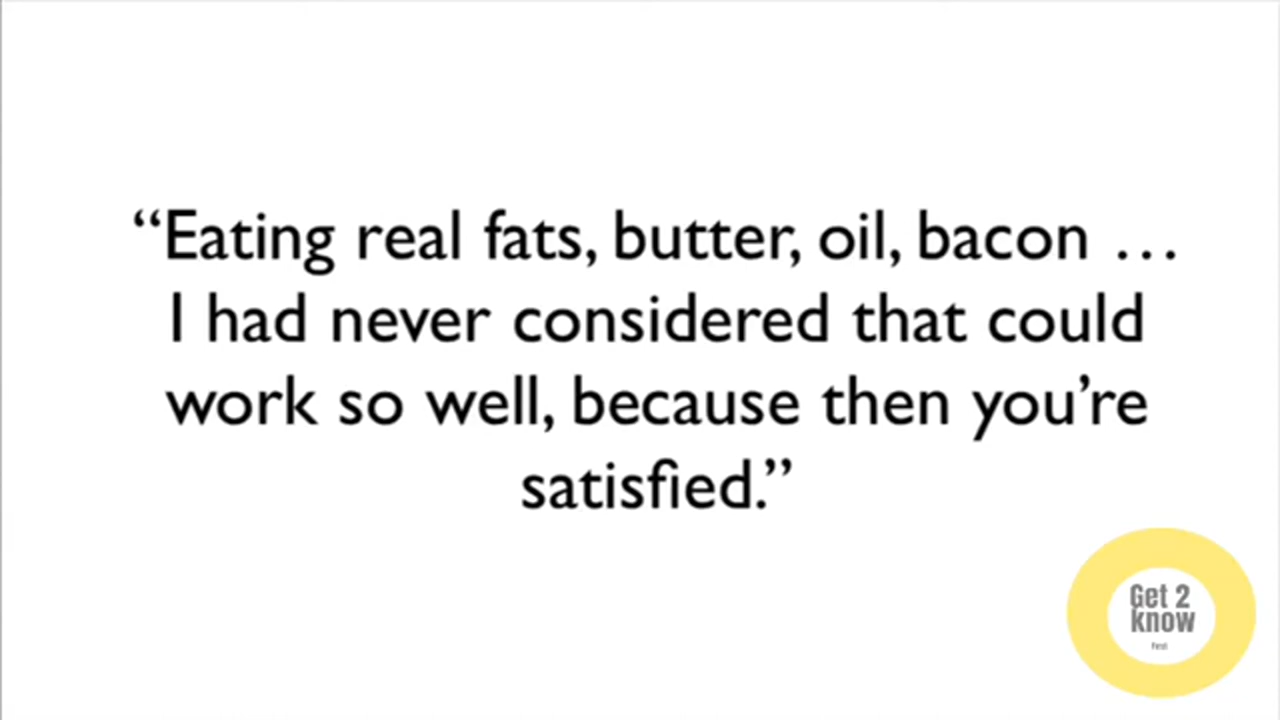 “Eating real fats, butter, oil, bacon …
I had never considered that could
work so well, because then you’re
satisfied.”
Get 2
know
First